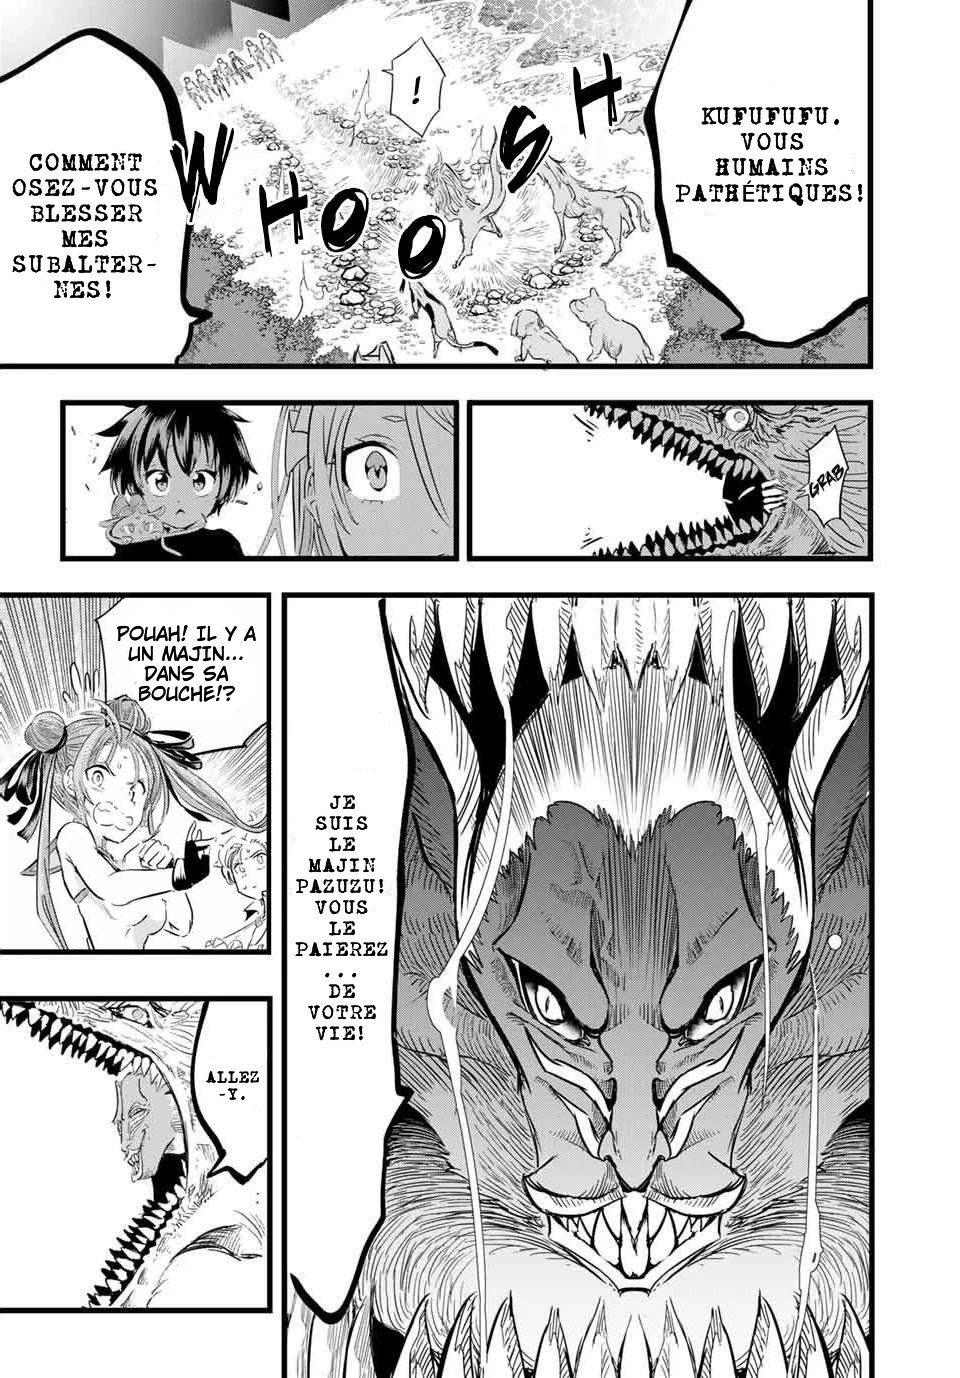 KUFUFUFU.
VOUS
HUMAINS
PATHÉTIQUES!
!
WHOOSH
COMMENT
OSEZ-VOUS
BLESSER
MES
SUBALTER-
NES!
GRAB
JE
SUIS
LE
MAJIN
PAZUZU!
VOUS
LE
PAIEREZ
...
DE
VOTRE
VIE!
POUAH! IL Y A
UN MAJIN...
DANS SA
BOUCHE!?
ALLEZ
-Y.